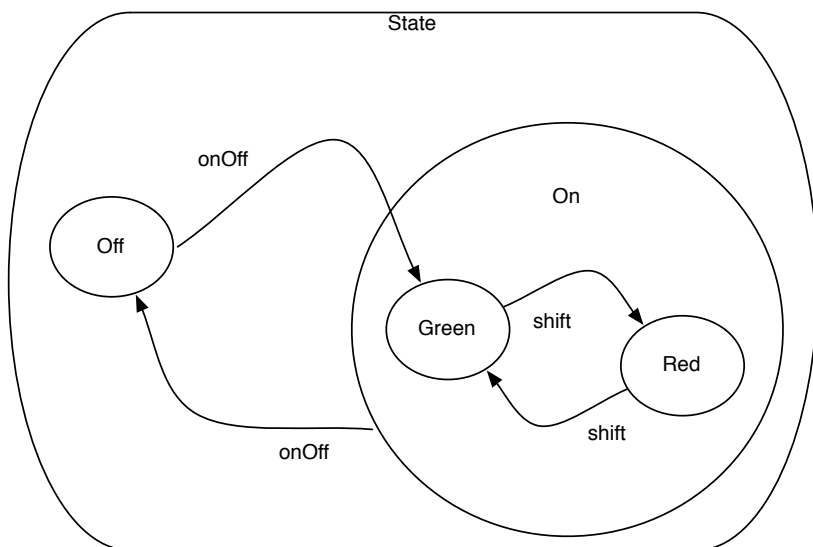 State
onOff
On
Off
Green
shift
Red
shift
onOff